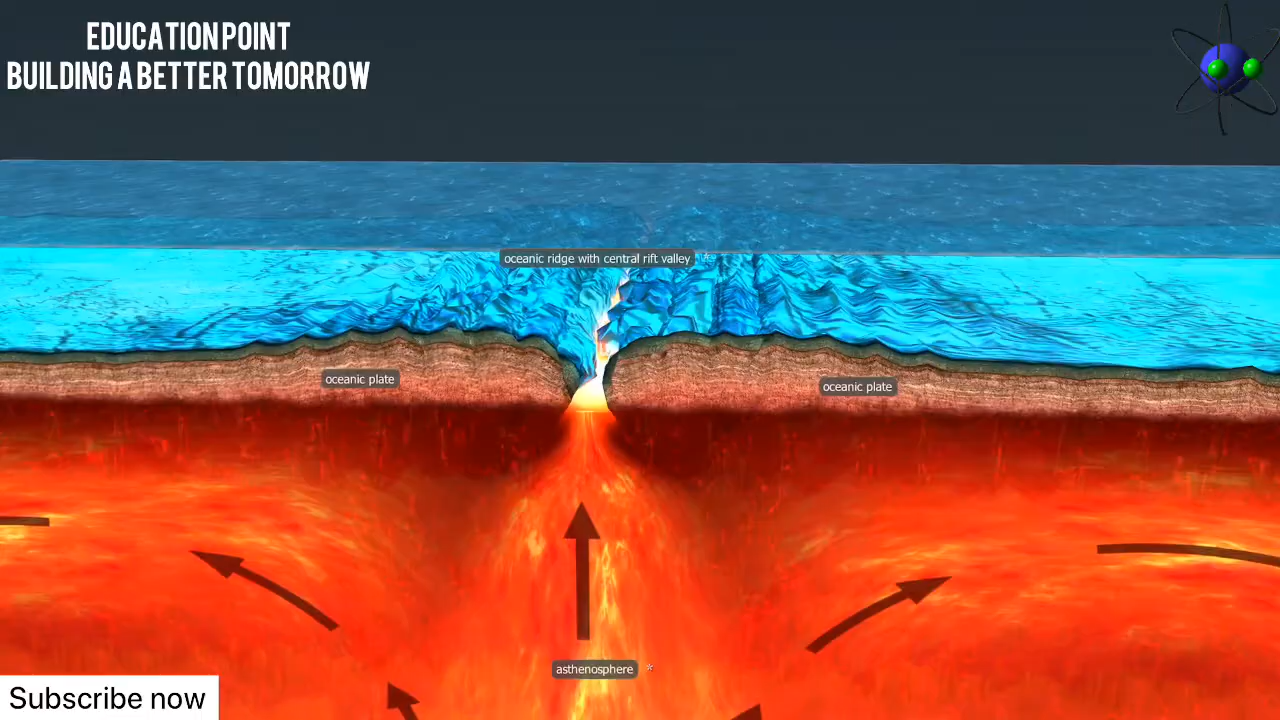 EDUCATION POINT
BUILDING A BETTER TOMORROW
oceanic ridge with central rift valley *
oceanic plate
oceanic plate
asthenosphere *
Subscribe now